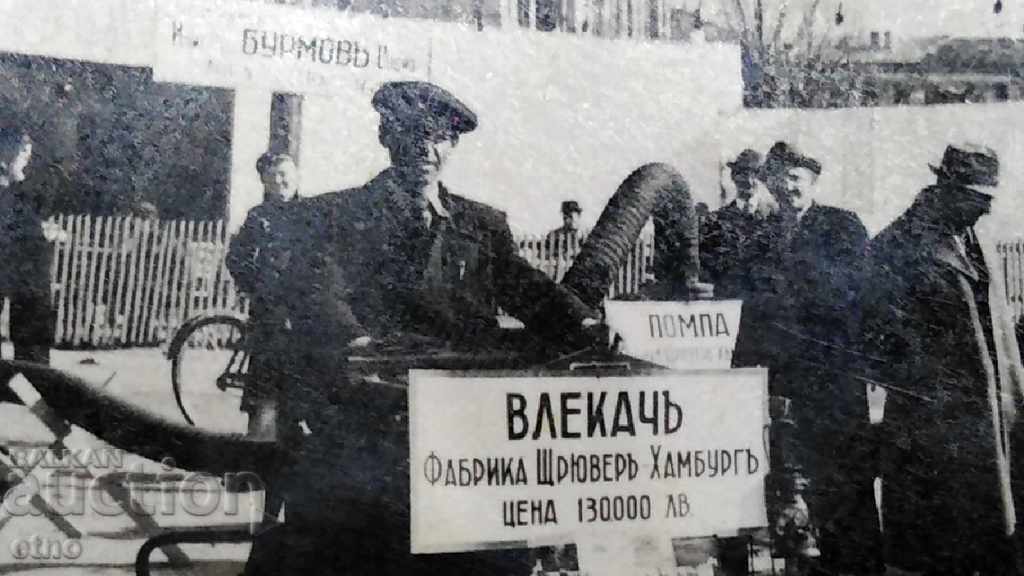 К. БУРМОВЪ
ПОМПА
ВЛЕКАЧЪ
ФАБРИКА ЩРЮВЕРЪ-ХАМБУРГЪ
ЦЕНА 130000 ЛВ.
BALKAN
auction
etno